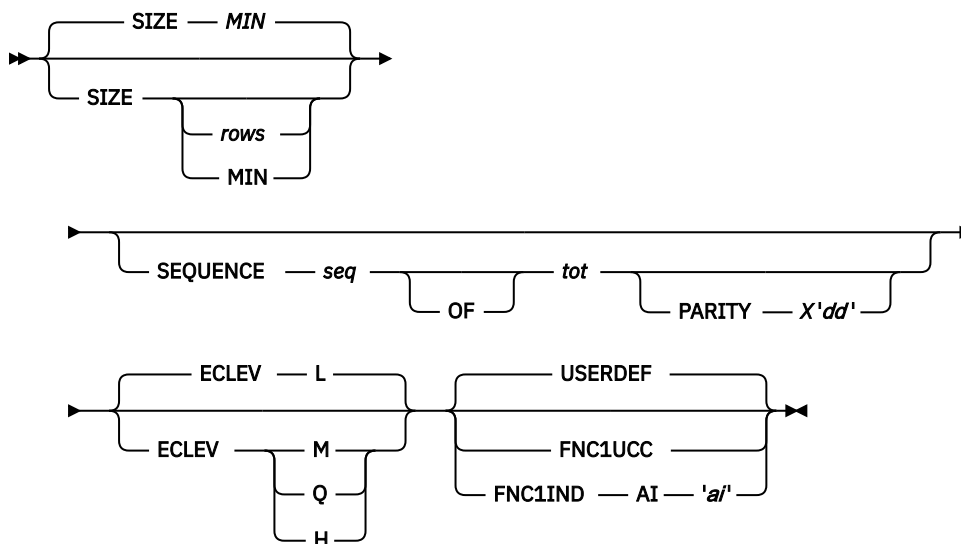 SIZE MIN
SIZE
rows
MIN
SEQUENCE seq tot
OF PARITY X'dd'
ECLEV L USERDEF
ECLEV M FNC1UCC
Q FNC1IND AI 'ai'
H